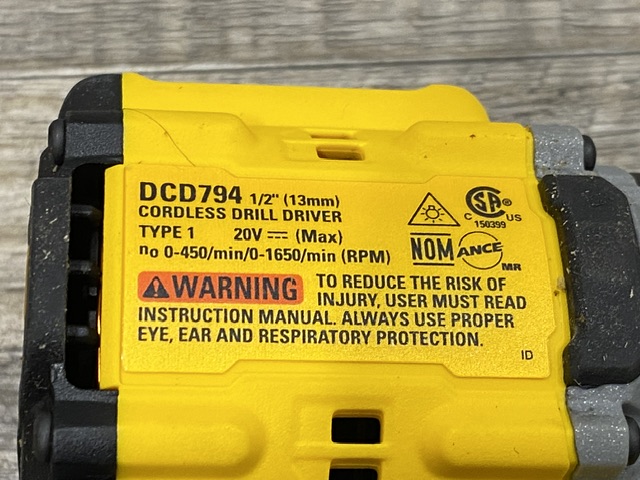 DCD794 1/2" (13mm)
CORDLESS DRILL DRIVER
TYPE 1 20V ⎓ (Max)
no 0-450/min/0-1650/min (RPM)
SA ®
C US
150399
NOM ANCE
MR
⚠WARNING TO REDUCE THE RISK OF
INJURY, USER MUST READ
INSTRUCTION MANUAL. ALWAYS USE PROPER
EYE, EAR AND RESPIRATORY PROTECTION.
ID